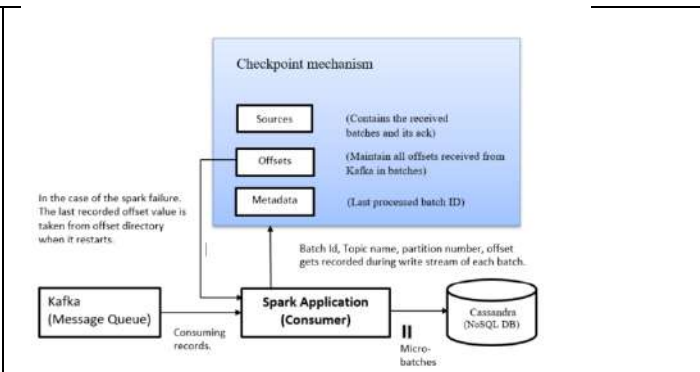 Checkpoint mechanism
Sources
(Contains the received
batches and its ack)
Offsets
(Maintain all offsets received from
Kafka in batches)
Metadata
(Last processed batch ID)
In the case of the spark failure.
The last recorded offset value is
taken from offset directory
when it restarts.
Batch Id, Topic name, partition number, offset
gets recorded during write stream of each batch.
Kafka
(Message Queue)
Consuming
records.
Spark Application
(Consumer)
Micro-
batches
Cassandra
(NoSQL DB)